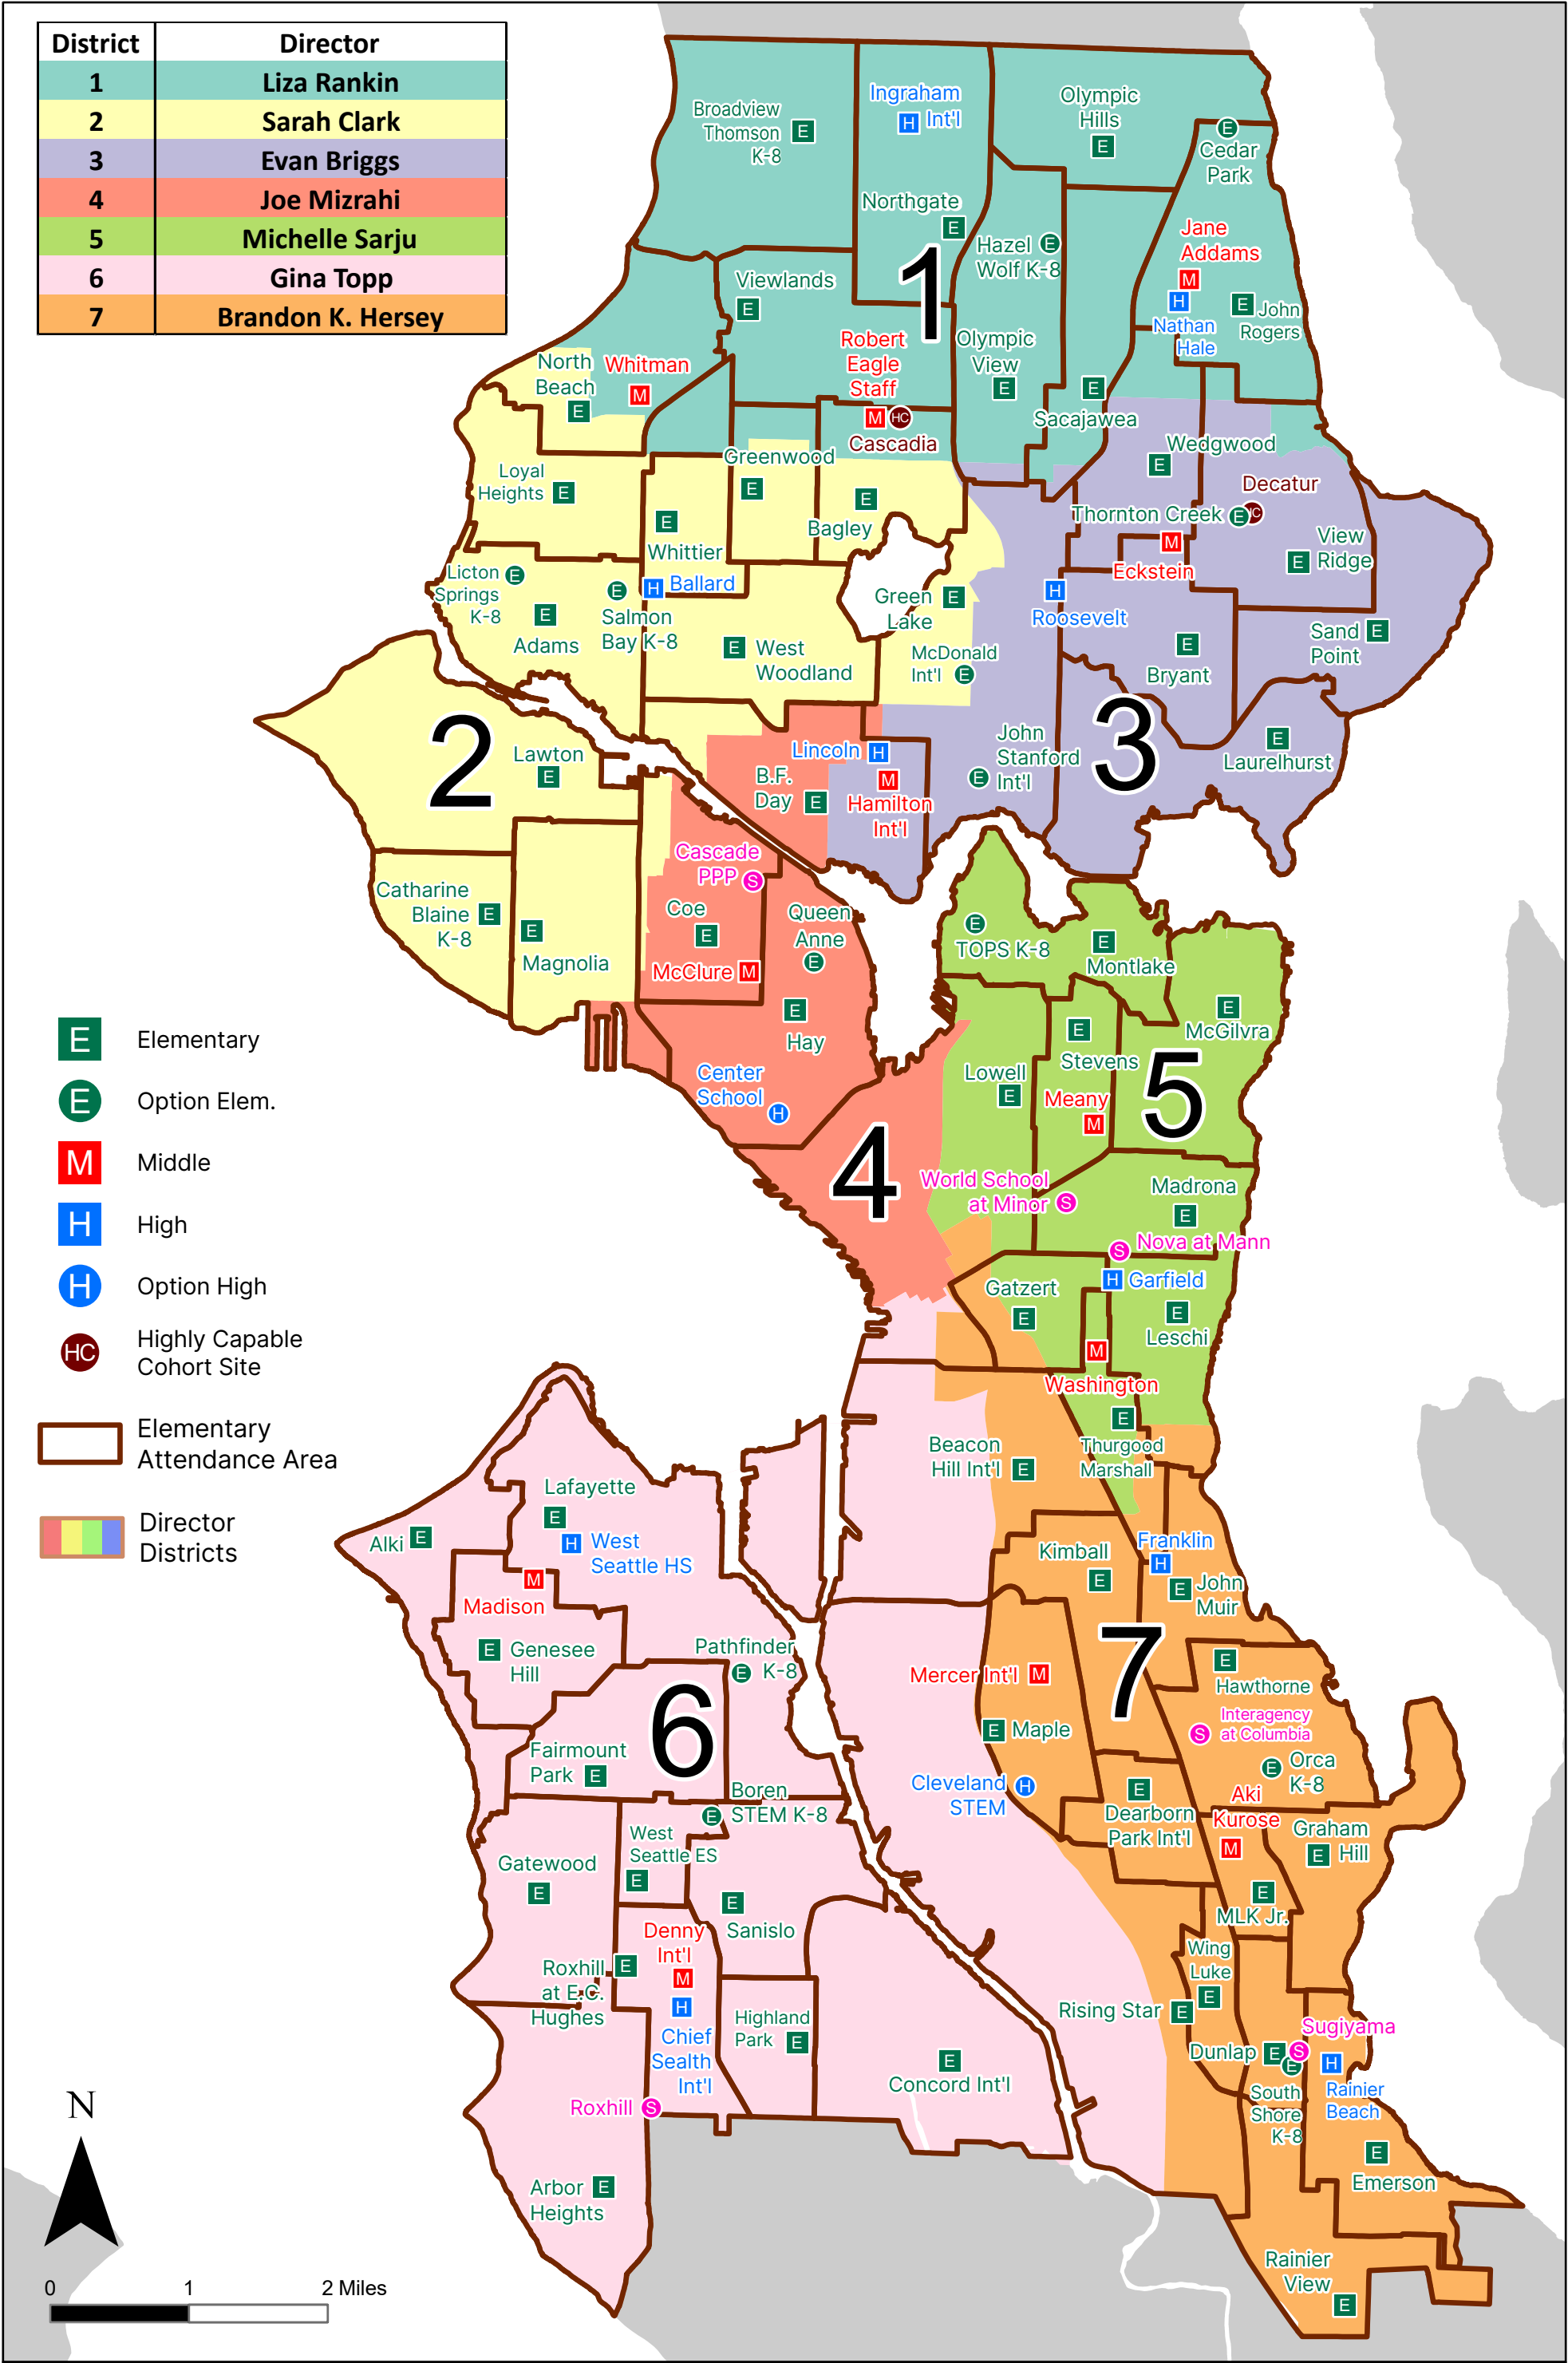 District Director
1 Liza Rankin
2 Sarah Clark
3 Evan Briggs
4 Joe Mizrahi
5 Michelle Sarju
6 Gina Topp
7 Brandon K. Hersey
Broadview
Thomson
K-8
E
Ingraham
H Int'l
Olympic
Hills
E
E
Cedar
Park
Northgate
E
1
Hazel E
Wolf K-8
Jane
Addams
M
H
Nathan
Hale
E John
Rogers
Viewlands
E
Robert
Eagle
Staff
M HC
Cascadia
Olympic
View
E
E
Sacajawea
North
Beach
E
Whitman
M
Greenwood
E
Wedgwood
E
Loyal
Heights E
E
Bagley
E
Whittier
Decatur
HC
Thornton Creek E
View
Ridge
E
M
Eckstein
Licton
Springs
K-8
E
E
Adams
E
Salmon
Bay K-8
H Ballard
Green
Lake
E
H
Roosevelt
E West
Woodland
McDonald
Int'l E
E
Bryant
Sand
Point
E
2
Lawton
E
Lincoln H
M
Hamilton
Int'l
B.F.
Day E
John
Stanford
Int'l
E
3
E
Laurelhurst
Cascade
PPP S
Catharine
Blaine
K-8
E
E
Magnolia
Coe
E
Queen
Anne
E
McClure M
E
TOPS K-8
E
Montlake
E
McGilvra
E
Hay
E
Stevens
Lowell
E
Meany
M
5
Center
School H
4
World School
at Minor S
Madrona
E
S Nova at Mann
H Garfield
Gatzert
E
E
Leschi
M
Washington
E
Thurgood
Marshall
Beacon
Hill Int'l E
E Elementary
E Option Elem.
M Middle
H High
H Option High
HC Highly Capable
Cohort Site
Elementary
Attendance Area
Director
Districts
Lafayette
E
Alki E
H West
Seattle HS
M
Madison
E Genesee
Hill
Pathfinder
E K-8
6
Fairmount
Park E
Boren
E STEM K-8
Kimball
E
Franklin
H
E John
Muir
7
Mercer Int'l M
E Maple
E
Hawthorne
Interagency
S at Columbia
E Orca
K-8
Cleveland
STEM
H
E
Dearborn
Park Int'l
Aki
Kurose
M
Graham
E Hill
West
Seattle ES
E
Gatewood
E
E
Sanislo
E
MLK Jr.
Denny
Int'l
M
H
Chief
Sealth
Int'l
Roxhill
at E.C.
Hughes
E
Wing
Luke
E
Rising Star E
Highland
Park E
E
Concord Int'l
Sugiyama
S
Dunlap E
E
South
Shore
K-8
H
Rainier
Beach
Roxhill S
E
Emerson
Arbor
Heights
E
Rainier
View
E
N
0 1 2 Miles